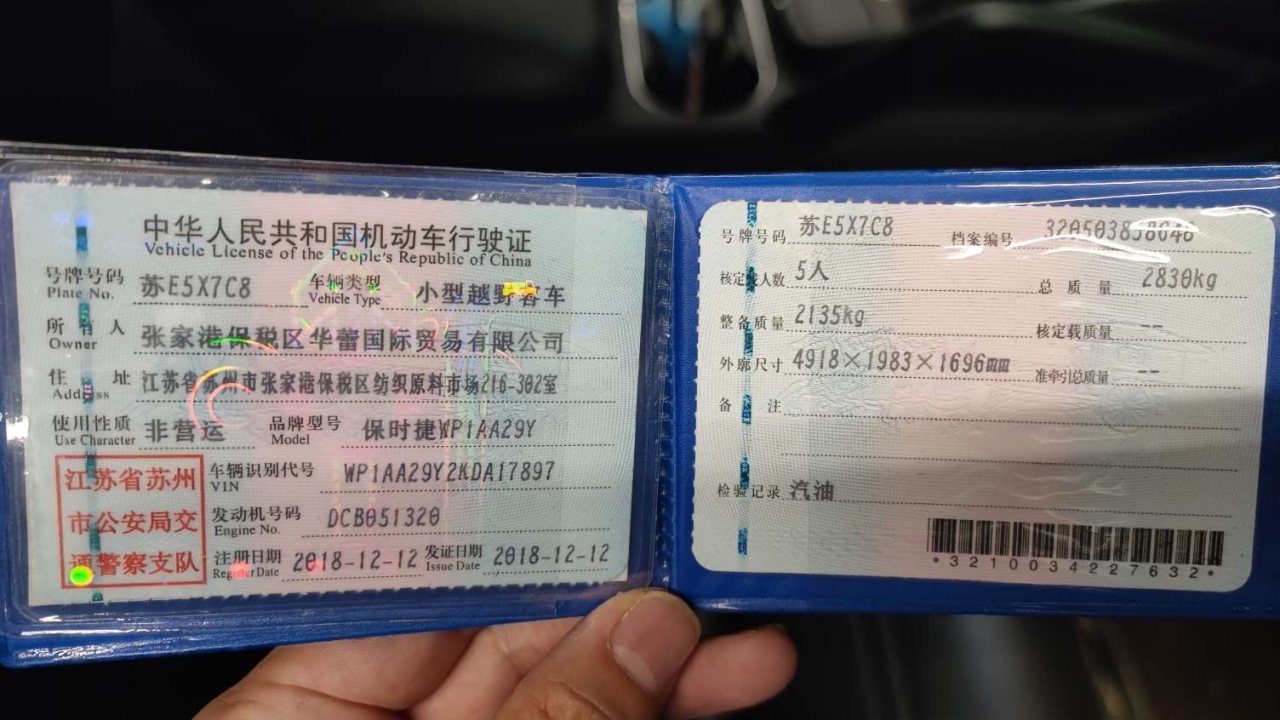 中华人民共和国机动车行驶证
Vehicle License of the People's Republic of China
号牌号码 苏E5X7C8 车辆类型 小型越野客车
Plate No. Vehicle Type
所有人 张家港保税区华蕾国际贸易有限公司
Owner
住址 江苏省苏州市张家港保税区纺织原料市场216-302室
Address
使用性质 非营运 品牌型号 保时捷WP1AA29Y
Use Character Model
江苏省苏州
市公安局交
通警察支队
车辆识别代号 WP1AA29Y2KDA17897
VIN
发动机号码 DCB051320
Engine No.
注册日期 2018-12-12 发证日期 2018-12-12
Register Date Issue Date
号牌号码 苏E5X7C8 档案编号
核定载人数 5人 总质量 2830kg
整备质量 2135kg 核定载质量 --
外廓尺寸 4918×1983×1696mm 准牵引总质量 --
备注
检验记录 汽油
*3210034227632*